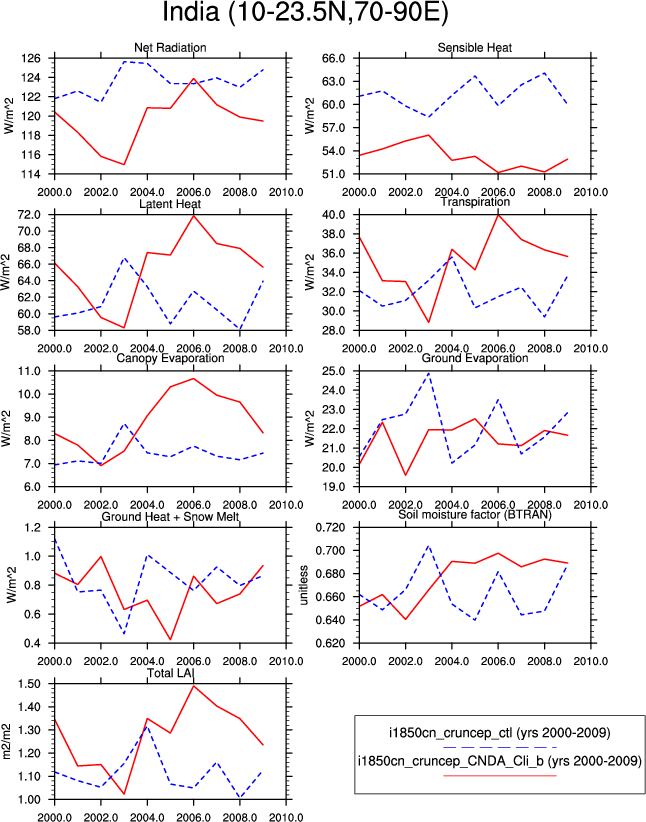 India (10-23.5N,70-90E)
Net Radiation
Sensible Heat
126
124
122
120
118
116
114
W/m^2
2000.0 2002.0 2004.0 2006.0 2008.0 2010.0
66.0
63.0
60.0
57.0
54.0
51.0
W/m^2
2000.0 2002.0 2004.0 2006.0 2008.0 2010.0
Latent Heat
Transpiration
72.0
70.0
68.0
66.0
64.0
62.0
60.0
58.0
W/m^2
2000.0 2002.0 2004.0 2006.0 2008.0 2010.0
40.0
38.0
36.0
34.0
32.0
30.0
28.0
W/m^2
2000.0 2002.0 2004.0 2006.0 2008.0 2010.0
Canopy Evaporation
Ground Evaporation
11.0
10.0
9.0
8.0
7.0
6.0
W/m^2
2000.0 2002.0 2004.0 2006.0 2008.0 2010.0
25.0
24.0
23.0
22.0
21.0
20.0
19.0
W/m^2
2000.0 2002.0 2004.0 2006.0 2008.0 2010.0
Ground Heat + Snow Melt
Soil moisture factor (BTRAN)
1.2
1.0
0.8
0.6
0.4
W/m^2
2000.0 2002.0 2004.0 2006.0 2008.0 2010.0
0.720
0.700
0.680
0.660
0.640
0.620
unitless
2000.0 2002.0 2004.0 2006.0 2008.0 2010.0
Total LAI
1.50
1.40
1.30
1.20
1.10
1.00
m2/m2
2000.0 2002.0 2004.0 2006.0 2008.0 2010.0
i1850cn_cruncep_ctl (yrs 2000-2009)
i1850cn_cruncep_CNDA_Cli_b (yrs 2000-2009)